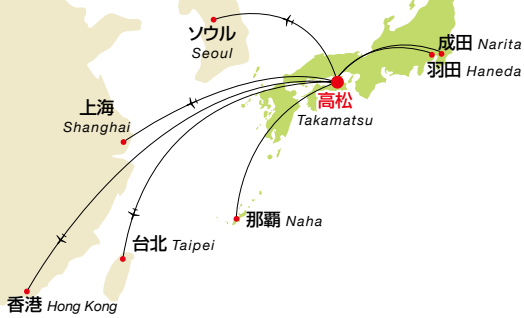 ソウル
Seoul
成田 Narita
羽田 Haneda
高松
Takamatsu
上海
Shanghai
那覇 Naha
台北 Taipei
香港 Hong Kong